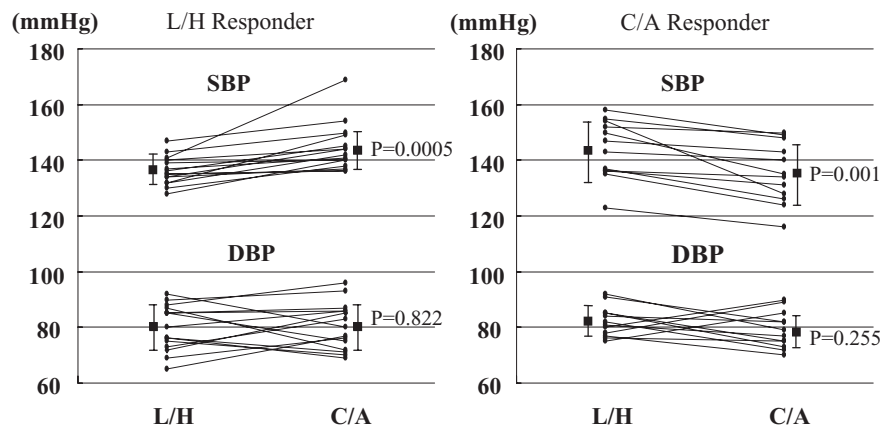 (mmHg) L/H Responder
180
160
140
120
100
80
60
SBP
P=0.0005
DBP
P=0.822
L/H C/A
(mmHg) C/A Responder
180
160
140
120
100
80
60
SBP
P=0.001
DBP
P=0.255
L/H C/A